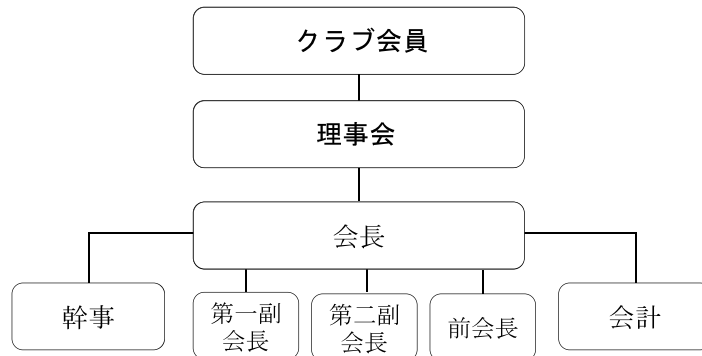 クラブ会員
理事会
会長
幹事
第一副
会長
第二副
会長
前会長
会計